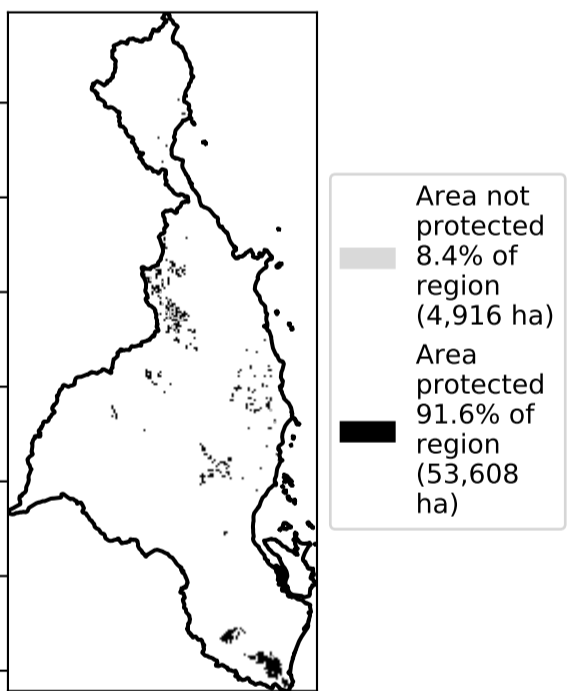 Area not
protected
8.4% of
region
(4,916 ha)
Area
protected
91.6% of
region
(53,608
ha)